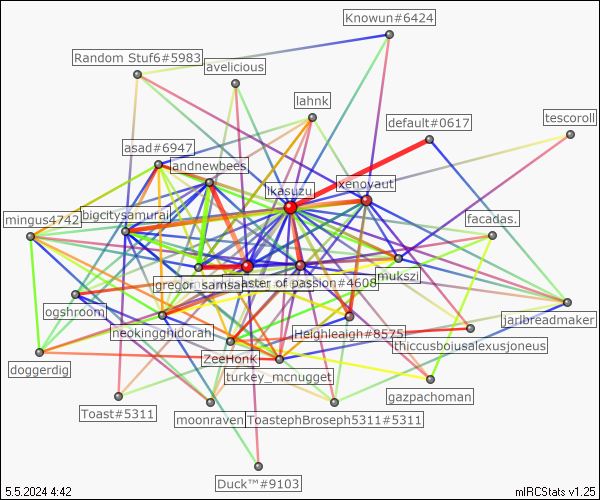 Knowun#6424
Random Stuf6#5983
avelicious
lahnk
default#0617
tescoroll
asad#6947
andnewbees
ikasuzu
xenovaut
mingus4742
bigcitysamurai
facadas.
gregor_samsa
aster of passion#4608
mukszi
ogshroom
neokingghidorah
Heighleaigh#8575
jarlbreadmaker
thiccusboiusalexusjoneus
doggerdig
ZeeHonk
turkey_mcnugget
gazpachoman
Toast#5311
moonraven
ToastephBroseph5311#5311
Duck™#9103
5.5.2024 4:42
mIRCStats v1.25